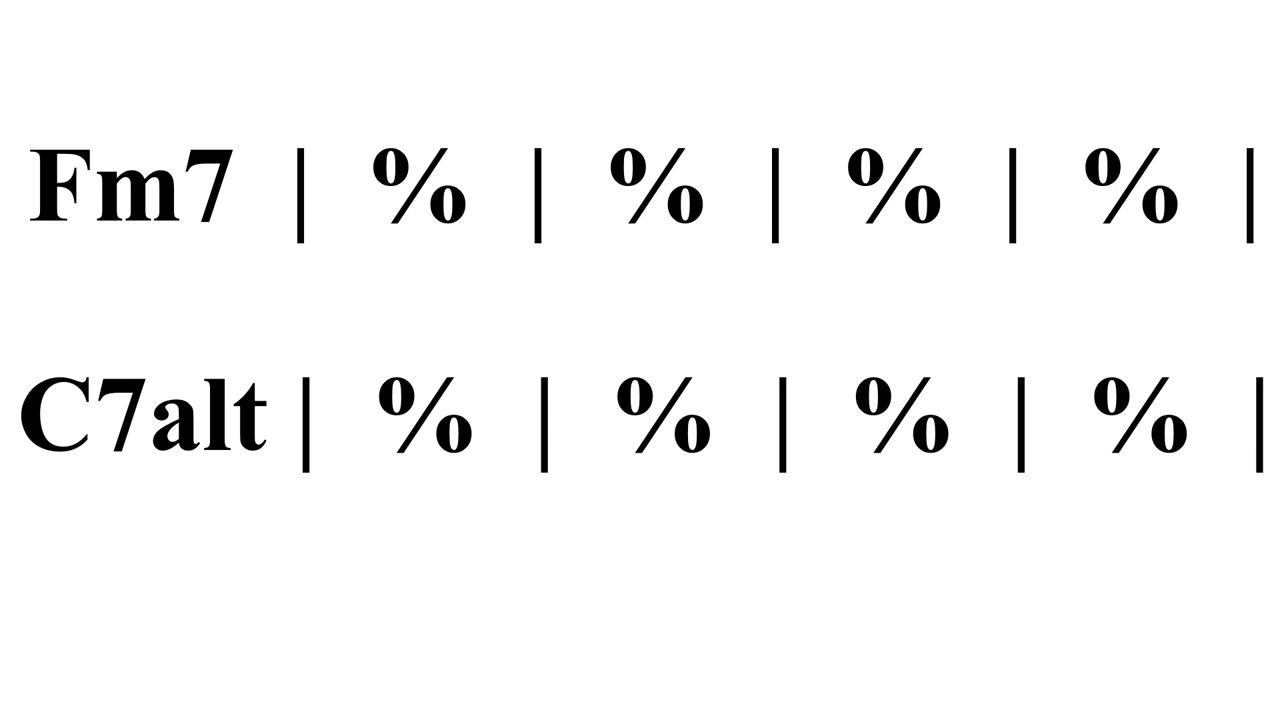 Fm7 | % | % | % | % |
C7alt | % | % | % | % |